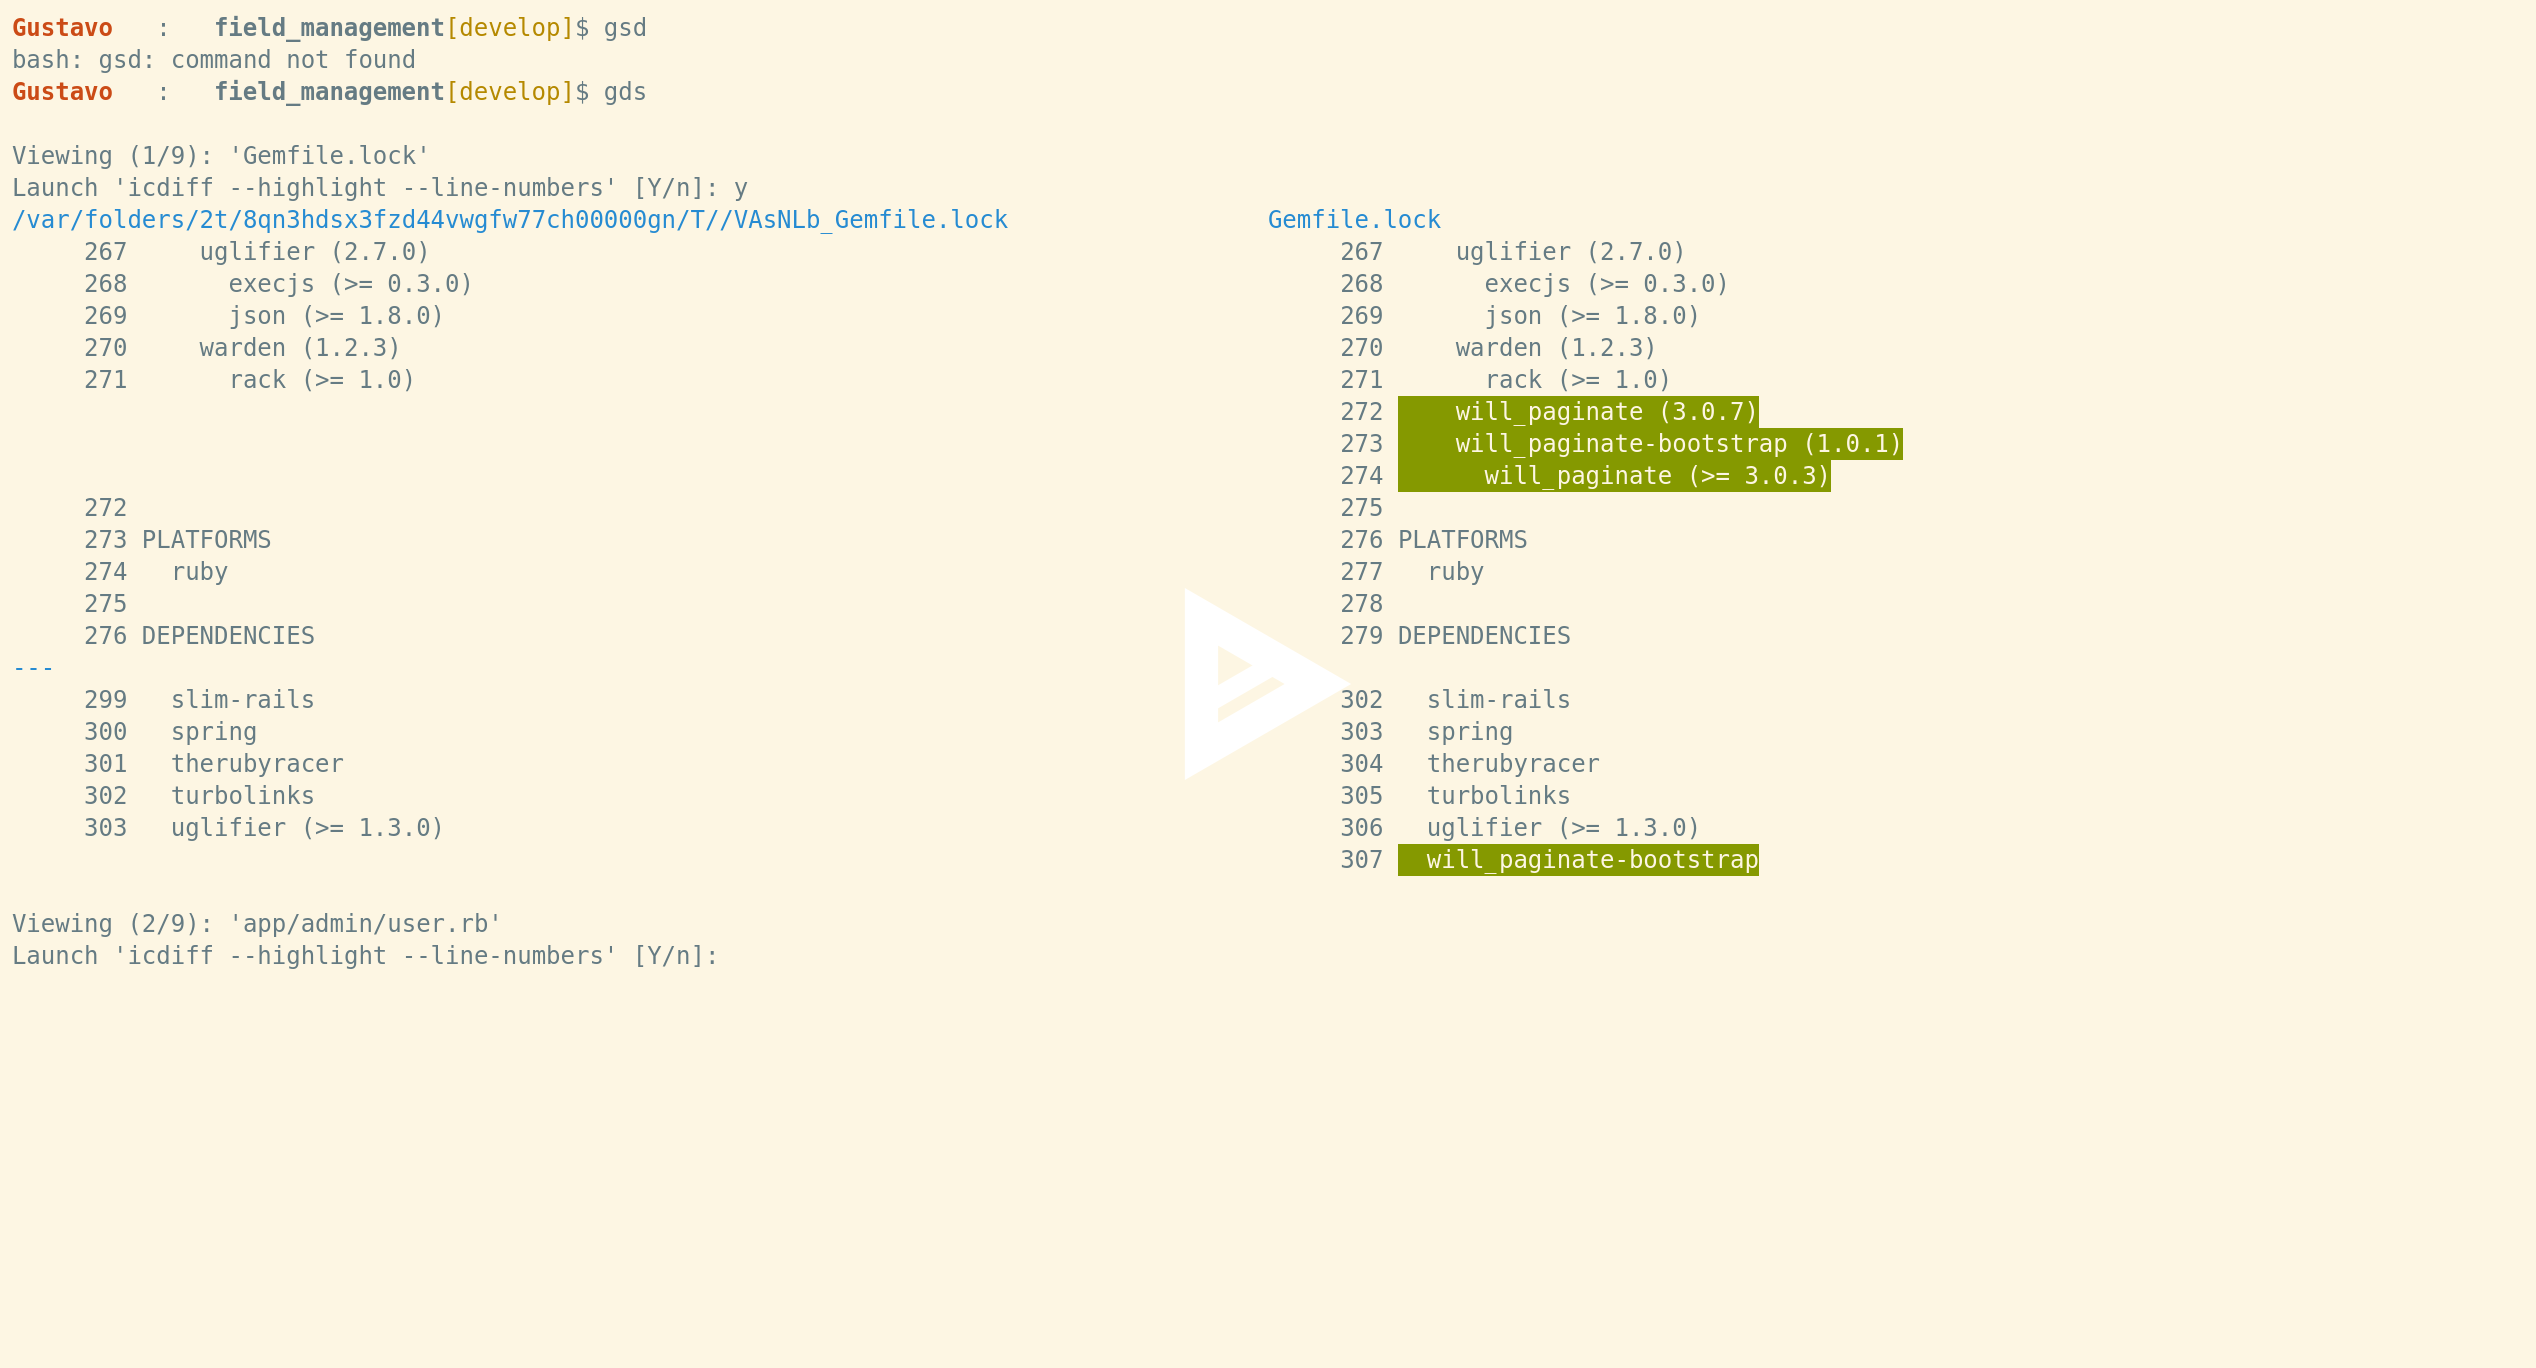 Gustavo   :   field_management[develop]$ gsd
bash: gsd: command not found
Gustavo   :   field_management[develop]$ gds
Viewing (1/9): 'Gemfile.lock'
Launch 'icdiff --highlight --line-numbers' [Y/n]: y
/var/folders/2t/8qn3hdsx3fzd44vwgfw77ch00000gn/T//VAsNLb_Gemfile.lock                  Gemfile.lock
     267     uglifier (2.7.0)                                                               267     uglifier (2.7.0)
     268       execjs (>= 0.3.0)                                                            268       execjs (>= 0.3.0)
     269       json (>= 1.8.0)                                                              269       json (>= 1.8.0)
     270     warden (1.2.3)                                                                 270     warden (1.2.3)
     271       rack (>= 1.0)                                                                271       rack (>= 1.0)
                                                                                            272     will_paginate (3.0.7)
                                                                                            273     will_paginate-bootstrap (1.0.1)
                                                                                            274       will_paginate (>= 3.0.3)
     272                                                                                    275
     273 PLATFORMS                                                                          276 PLATFORMS
     274   ruby                                                                             277   ruby
     275                                                                                    278
     276 DEPENDENCIES                                                                       279 DEPENDENCIES
---
     299   slim-rails                                                                       302   slim-rails
     300   spring                                                                           303   spring
     301   therubyracer                                                                     304   therubyracer
     302   turbolinks                                                                       305   turbolinks
     303   uglifier (>= 1.3.0)                                                              306   uglifier (>= 1.3.0)
                                                                                            307   will_paginate-bootstrap
Viewing (2/9): 'app/admin/user.rb'
Launch 'icdiff --highlight --line-numbers' [Y/n]: